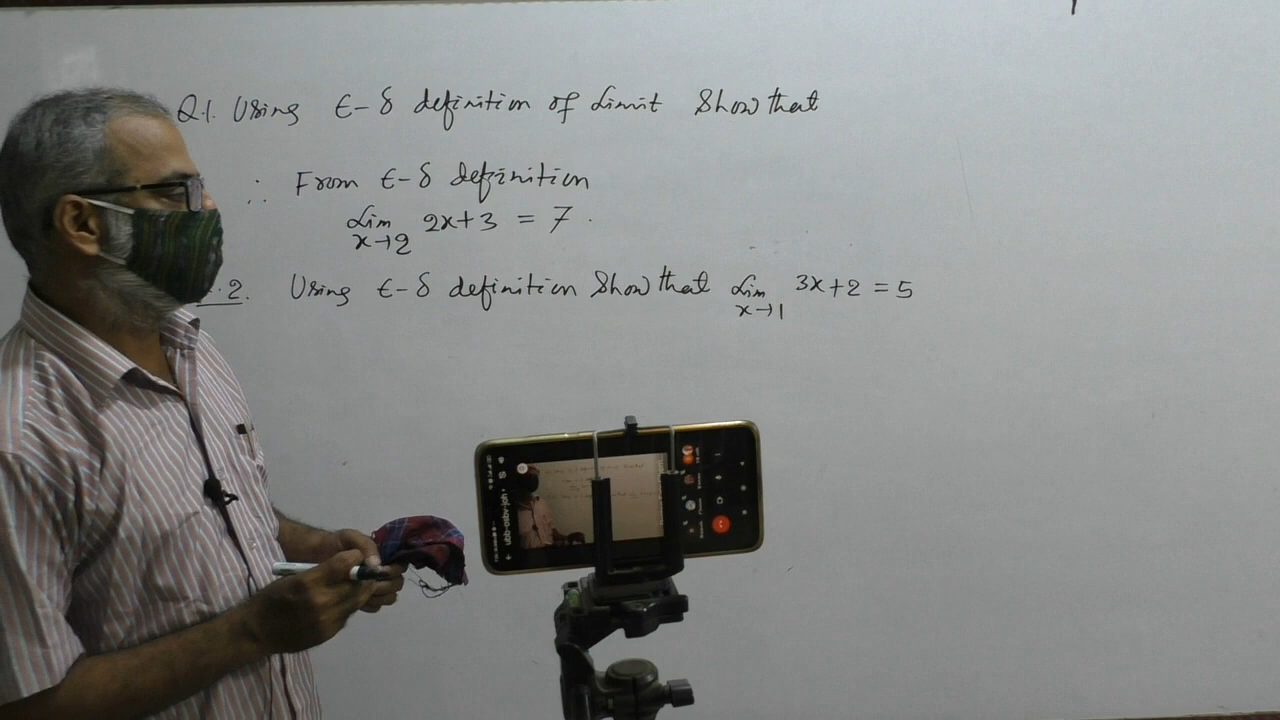 Q.1. Using ϵ-δ definition of Limit Show that
∴ From ϵ-δ definition
Lim 2x+3 = 7.
x→2
.2. Using ϵ-δ definition Show that Lim 3x+2 = 5
x→1